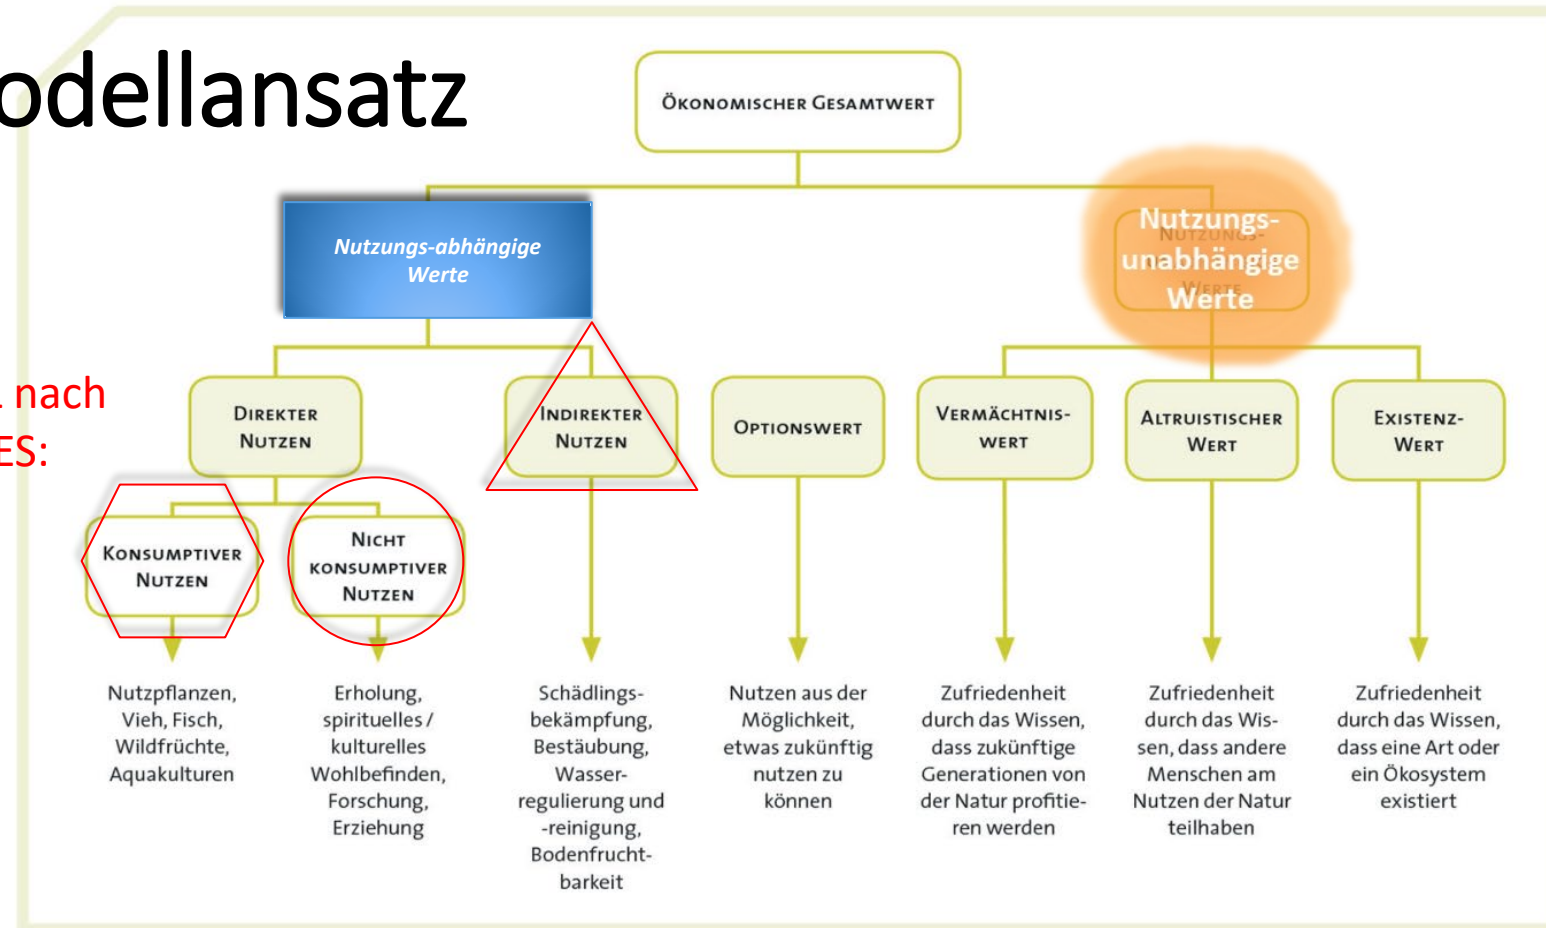 odellansatz
ÖKONOMISCHER GESAMTWERT
Nutzungs-abhängige
Werte
Nutzungs-
unabhängige
Werte
NUTZUNGS-
WERTE
nach
ES:
DIREKTER
NUTZEN
INDIREKTER
NUTZEN
OPTIONSWERT
VERMÄCHTNIS-
WERT
ALTRUISTISCHER
WERT
EXISTENZ-
WERT
KONSUMPTIVER
NUTZEN
NICHT
KONSUMPTIVER
NUTZEN
Nutzpflanzen,
Vieh, Fisch,
Wildfrüchte,
Aquakulturen
Erholung,
spirituelles /
kulturelles
Wohlbefinden,
Forschung,
Erziehung
Schädlings-
bekämpfung,
Bestäubung,
Wasser-
regulierung und
-reinigung,
Bodenfrucht-
barkeit
Nutzen aus der
Möglichkeit,
etwas zukünftig
nutzen zu
können
Zufriedenheit
durch das Wissen,
dass zukünftige
Generationen von
der Natur profitie-
ren werden
Zufriedenheit
durch das Wis-
sen, dass andere
Menschen am
Nutzen der Natur
teilhaben
Zufriedenheit
durch das Wissen,
dass eine Art oder
ein Ökosystem
existiert